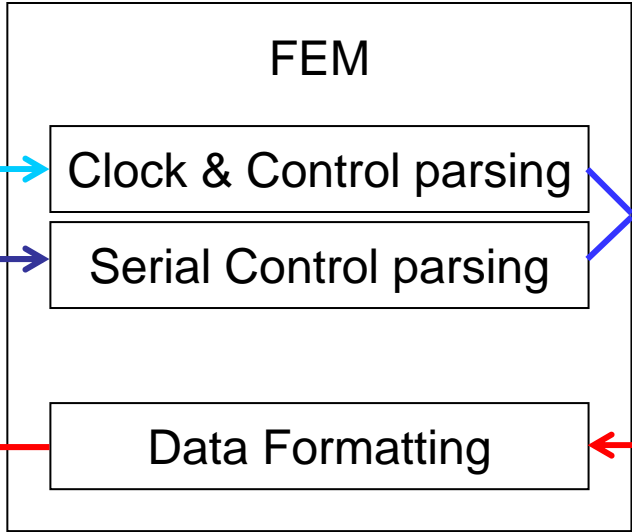 FEM
Clock & Control parsing
Serial Control parsing
Data Formatting